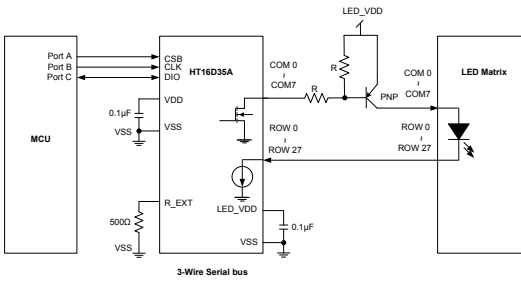 LED_VDD
Port A
Port B
Port C
CSB
CLK
DIO
HT16D35A
COM 0
~
COM7
R
R
PNP
COM 0
~
COM7
LED Matrix
VDD
0.1μF
VSS
VSS
MCU
ROW 0
~
ROW 27
ROW 0
~
ROW 27
R_EXT
500Ω
VSS
LED_VDD
0.1μF
VSS
3-Wire Serial bus